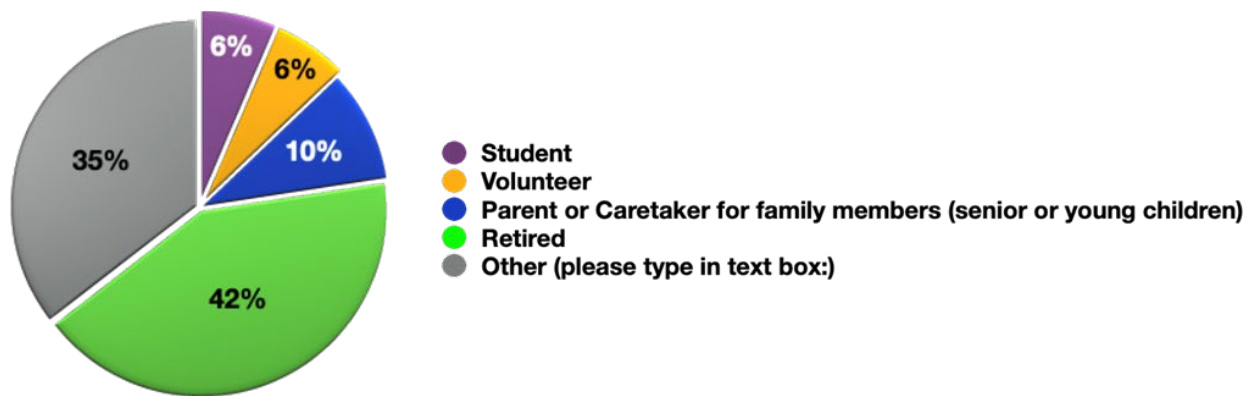 6%
6%
10%
35%
42%
Student
Volunteer
Parent or Caretaker for family members (senior or young children)
Retired
Other (please type in text box:)